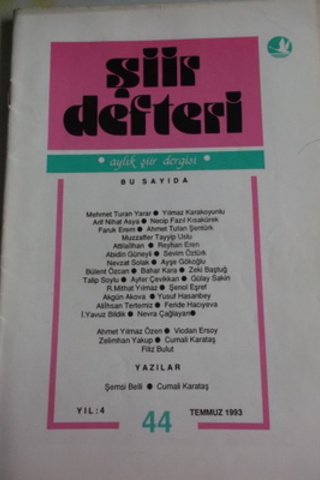 şiir
defteri
• aylık şiir dergisi •
BU SAYIDA
Mehmet Turan Yarar ● Yılmaz Karakoyunlu
Arif Nihat Asya ● Necip Fazıl Kısakürek
Faruk Erem ● Ahmet Tufan Şentürk
Muzaffer Tayyip Uslu
Attilaİlhan ● Reyhan Eren
Abidin Güneyli ● Sevim Öztürk
Nevzat Solak ● Ayşe Gökoğlu
Bülent Özcan ● Bahar Kara ● Zeki Baştuğ
Talip Soylu ● Ayfer Çevikkan ● Gülay Sakin
R.Mithat Yılmaz ● Şenol Eşref
Akgün Akova ●Yusuf Hasanbey
Aliihsan Tertemiz ● Feride Hacıyeva
İ.Yavuz Bildik ● Nevra Çağlayan●
Ahmet Yılmaz Özen ● Vicdan Ersoy
Zelimhan Yakup ● Cumali Karataş
Filiz Bulut
YAZILAR
Şemsi Belli ● Cumali Karataş
YIL:4 44 TEMMUZ 1993